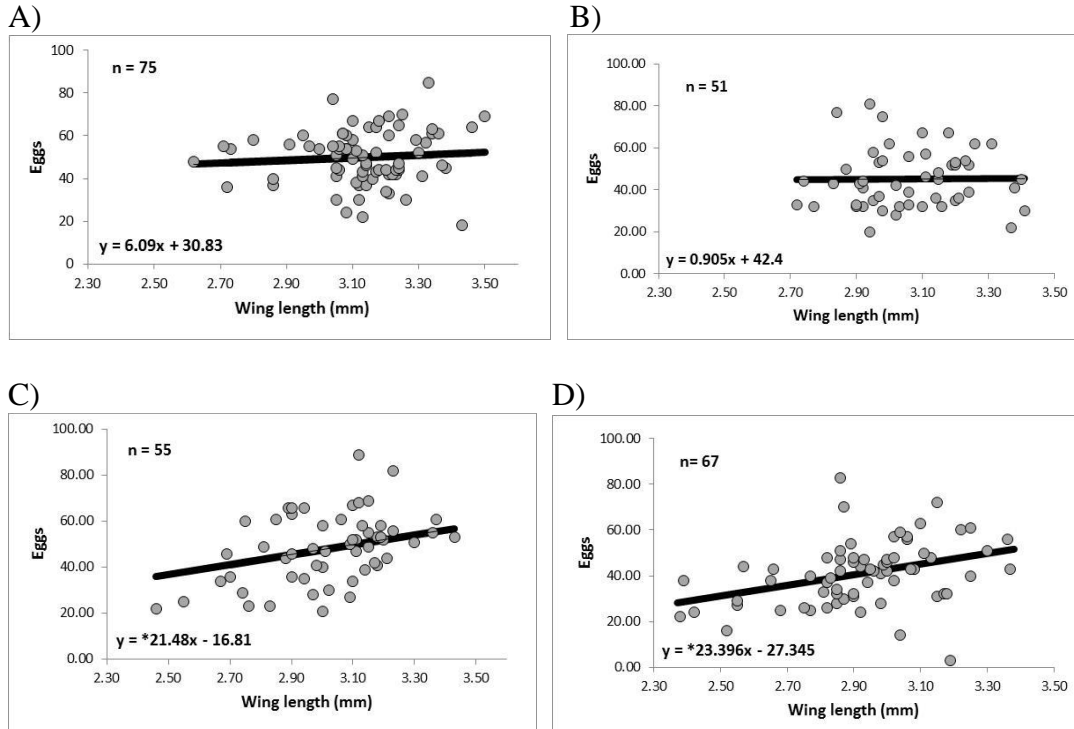 A)
n = 75
Eggs
100
80
60
40
20
0
y = 6.09x + 30.83
2.30 2.50 2.70 2.90 3.10 3.30 3.50
Wing length (mm)
B)
n = 51
Eggs
100.00
80.00
60.00
40.00
20.00
0.00
y = 0.905x + 42.4
2.30 2.50 2.70 2.90 3.10 3.30 3.50
Wing length (mm)
C)
n = 55
Eggs
100.00
80.00
60.00
40.00
20.00
0.00
y = *21.48x - 16.81
2.30 2.50 2.70 2.90 3.10 3.30 3.50
Wing length (mm)
D)
n= 67
Eggs
100.00
80.00
60.00
40.00
20.00
0.00
y = *23.396x - 27.345
2.30 2.50 2.70 2.90 3.10 3.30 3.50
Wing length (mm)